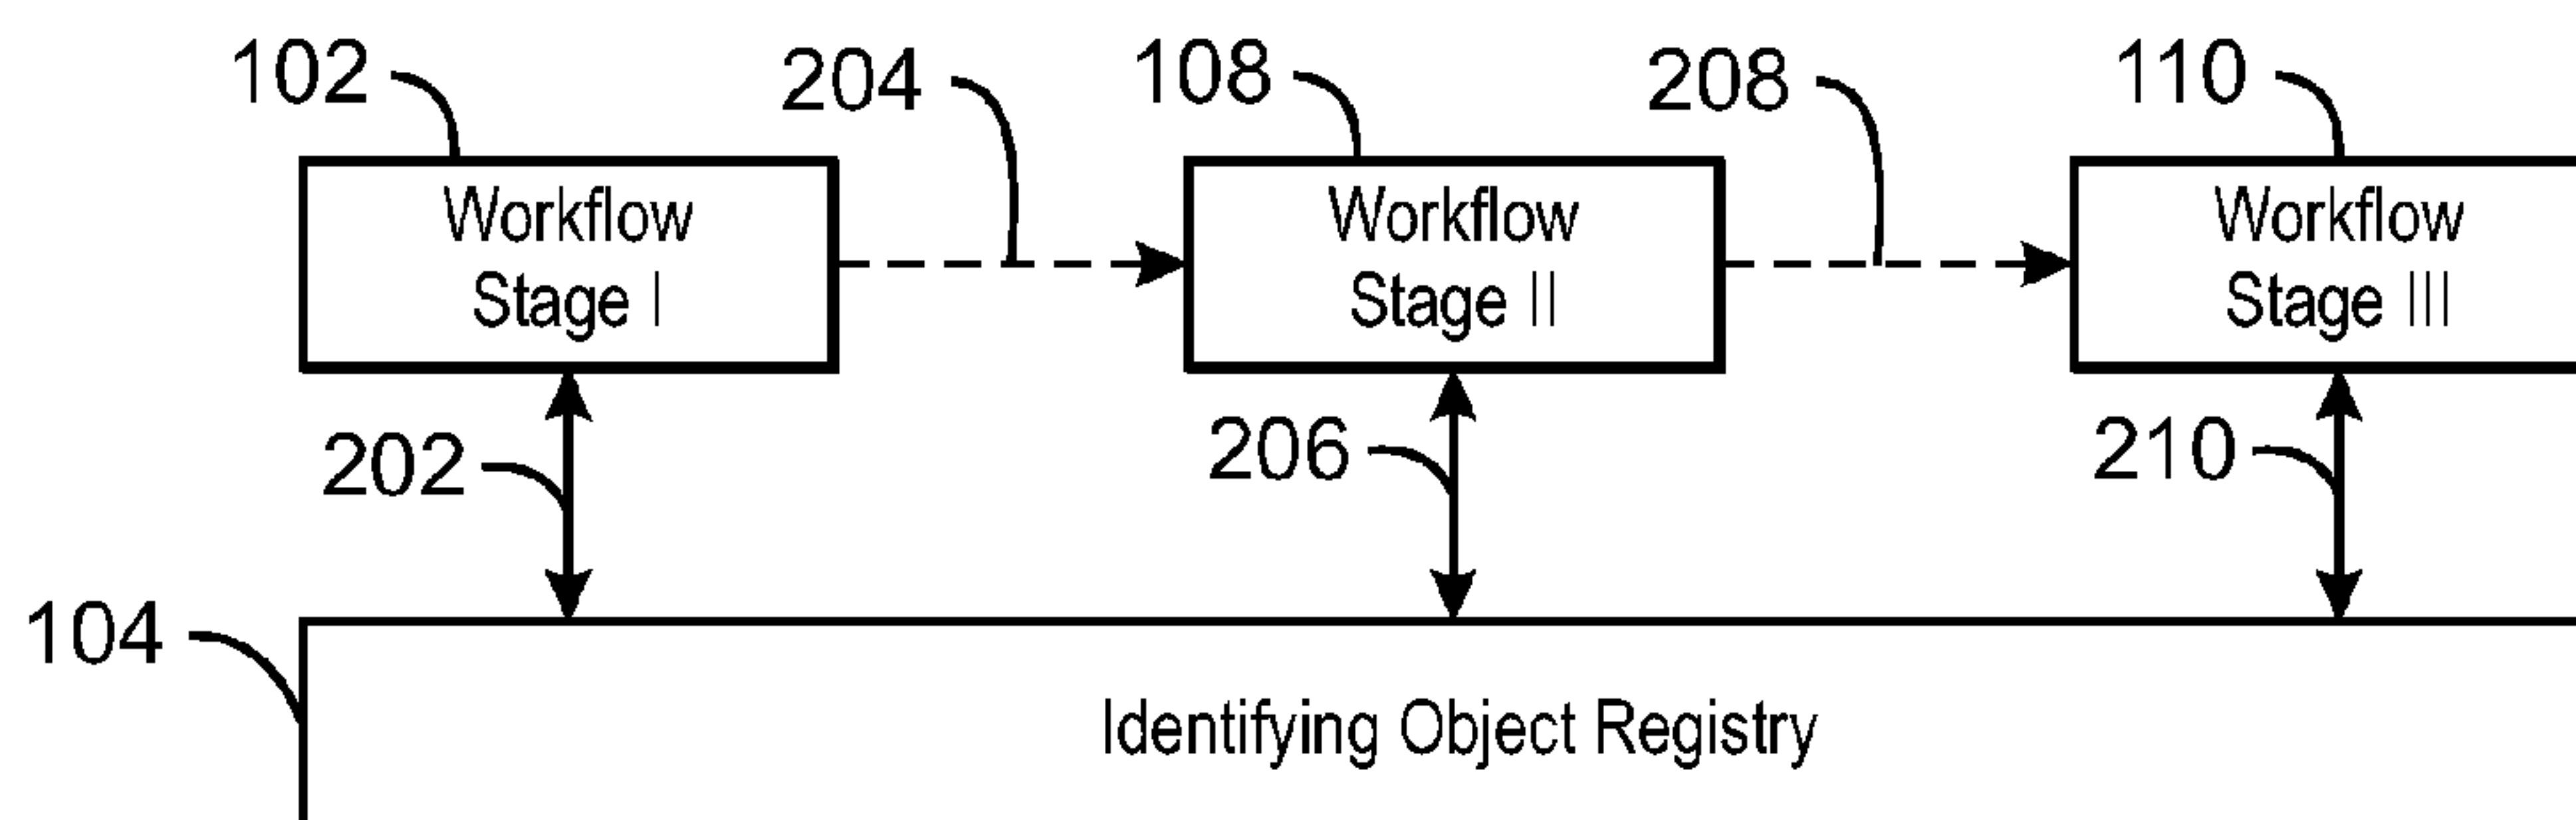 102
204
108
208
110
Workflow
Stage I
Workflow
Stage II
Workflow
Stage III
202
206
210
104
Identifying Object Registry